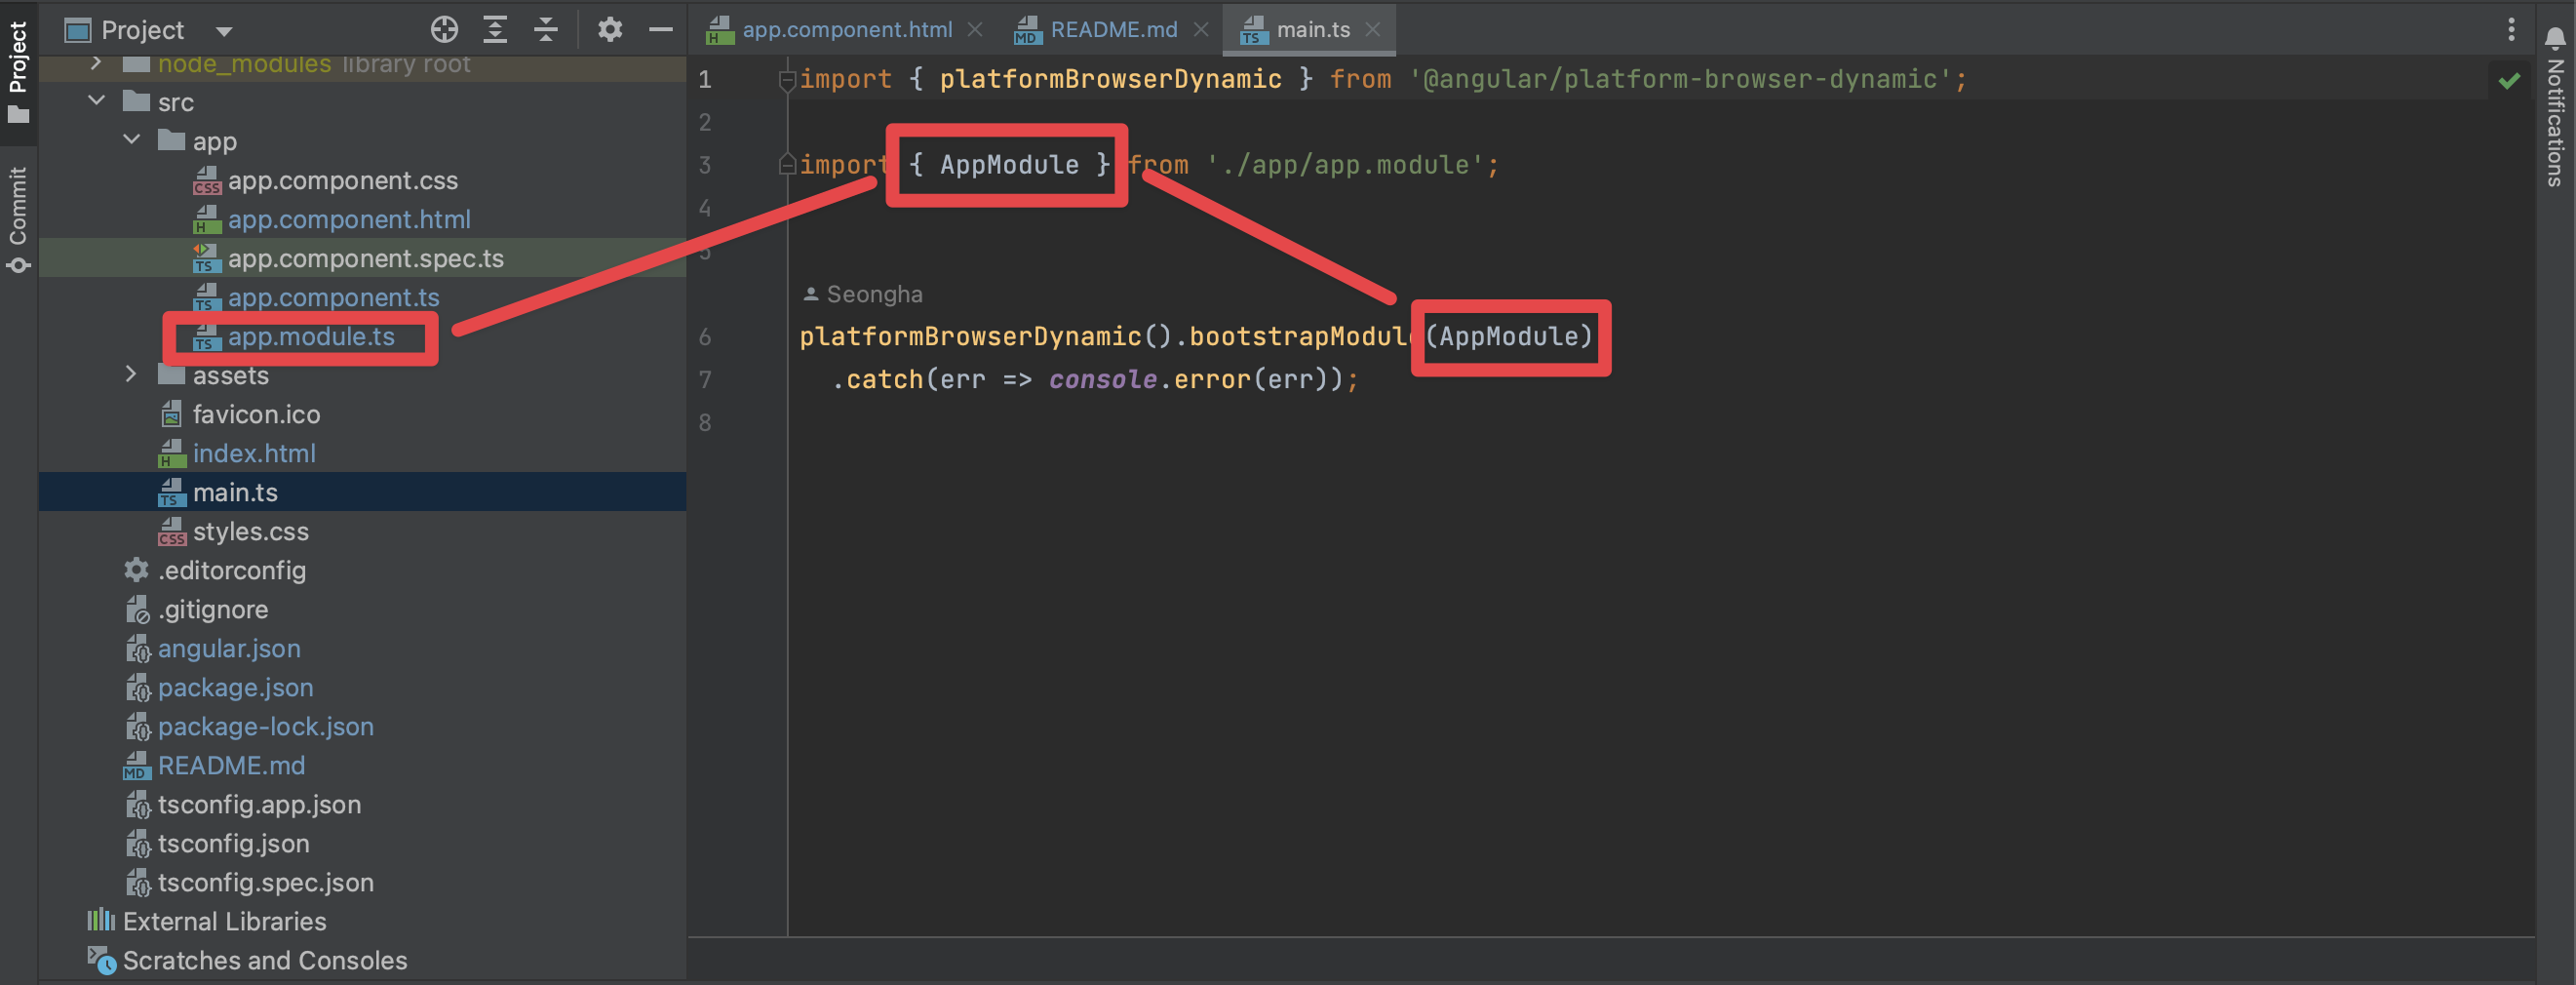 Project
Commit
Project
node_modules library root
src
app
app.component.css
app.component.html
app.component.spec.ts
app.component.ts
app.module.ts
assets
favicon.ico
index.html
main.ts
styles.css
.editorconfig
.gitignore
angular.json
package.json
package-lock.json
README.md
tsconfig.app.json
tsconfig.json
tsconfig.spec.json
External Libraries
Scratches and Consoles
app.component.html
README.md
main.ts
1 import { platformBrowserDynamic } from '@angular/platform-browser-dynamic';
2
3 import { AppModule } from './app/app.module';
4
5
Seongha
6 platformBrowserDynamic().bootstrapModule(AppModule)
7 .catch(err => console.error(err));
8
Notifications